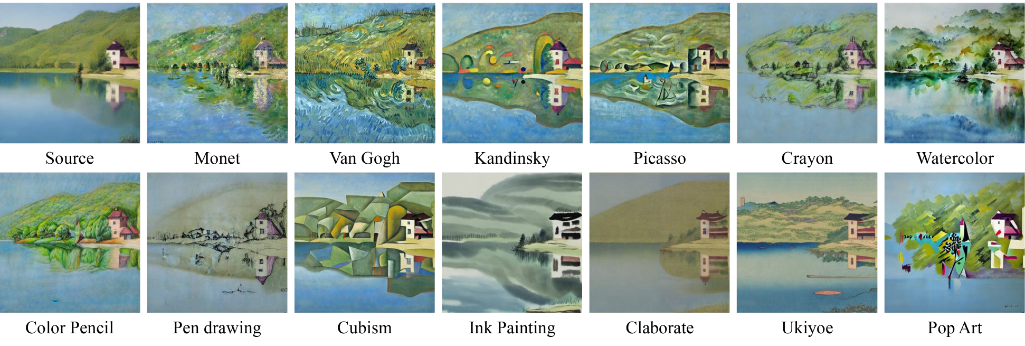 Source Monet Van Gogh Kandinsky Picasso Crayon Watercolor
Color Pencil Pen drawing Cubism Ink Painting Claborate Ukiyoe Pop Art